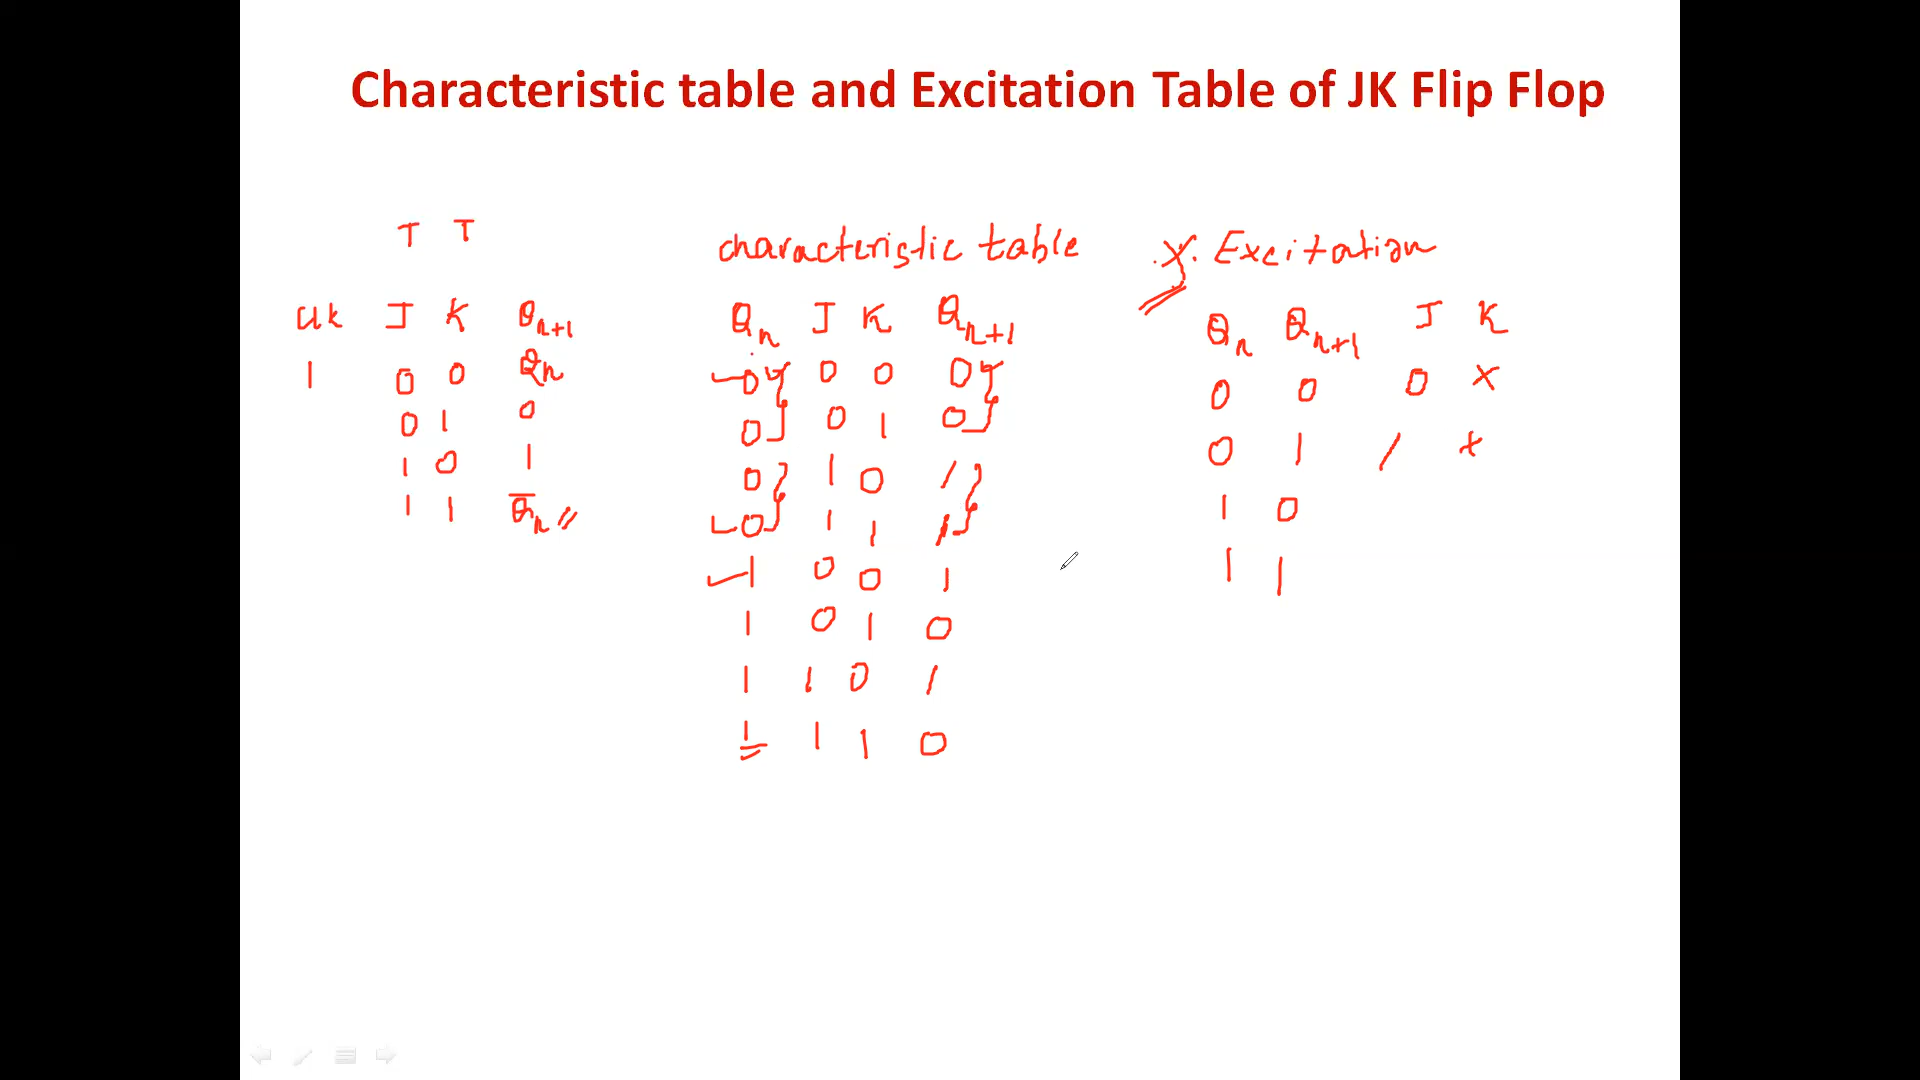 Characteristic table and Excitation Table of JK Flip Flop
T T
characteristic table
Excitation
Clk J K Qn+1
1 0 0 Qn
0 1 0
1 0 1
1 1 Q̅n
Qn J K Qn+1
0 0 0 0
0 0 1 0
0 1 0 1
0 1 1 1
1 0 0 1
1 0 1 0
1 1 0 1
1 1 1 0
Qn Qn+1 J K
0 0 0 X
0 1 1 X
1 0
1 1